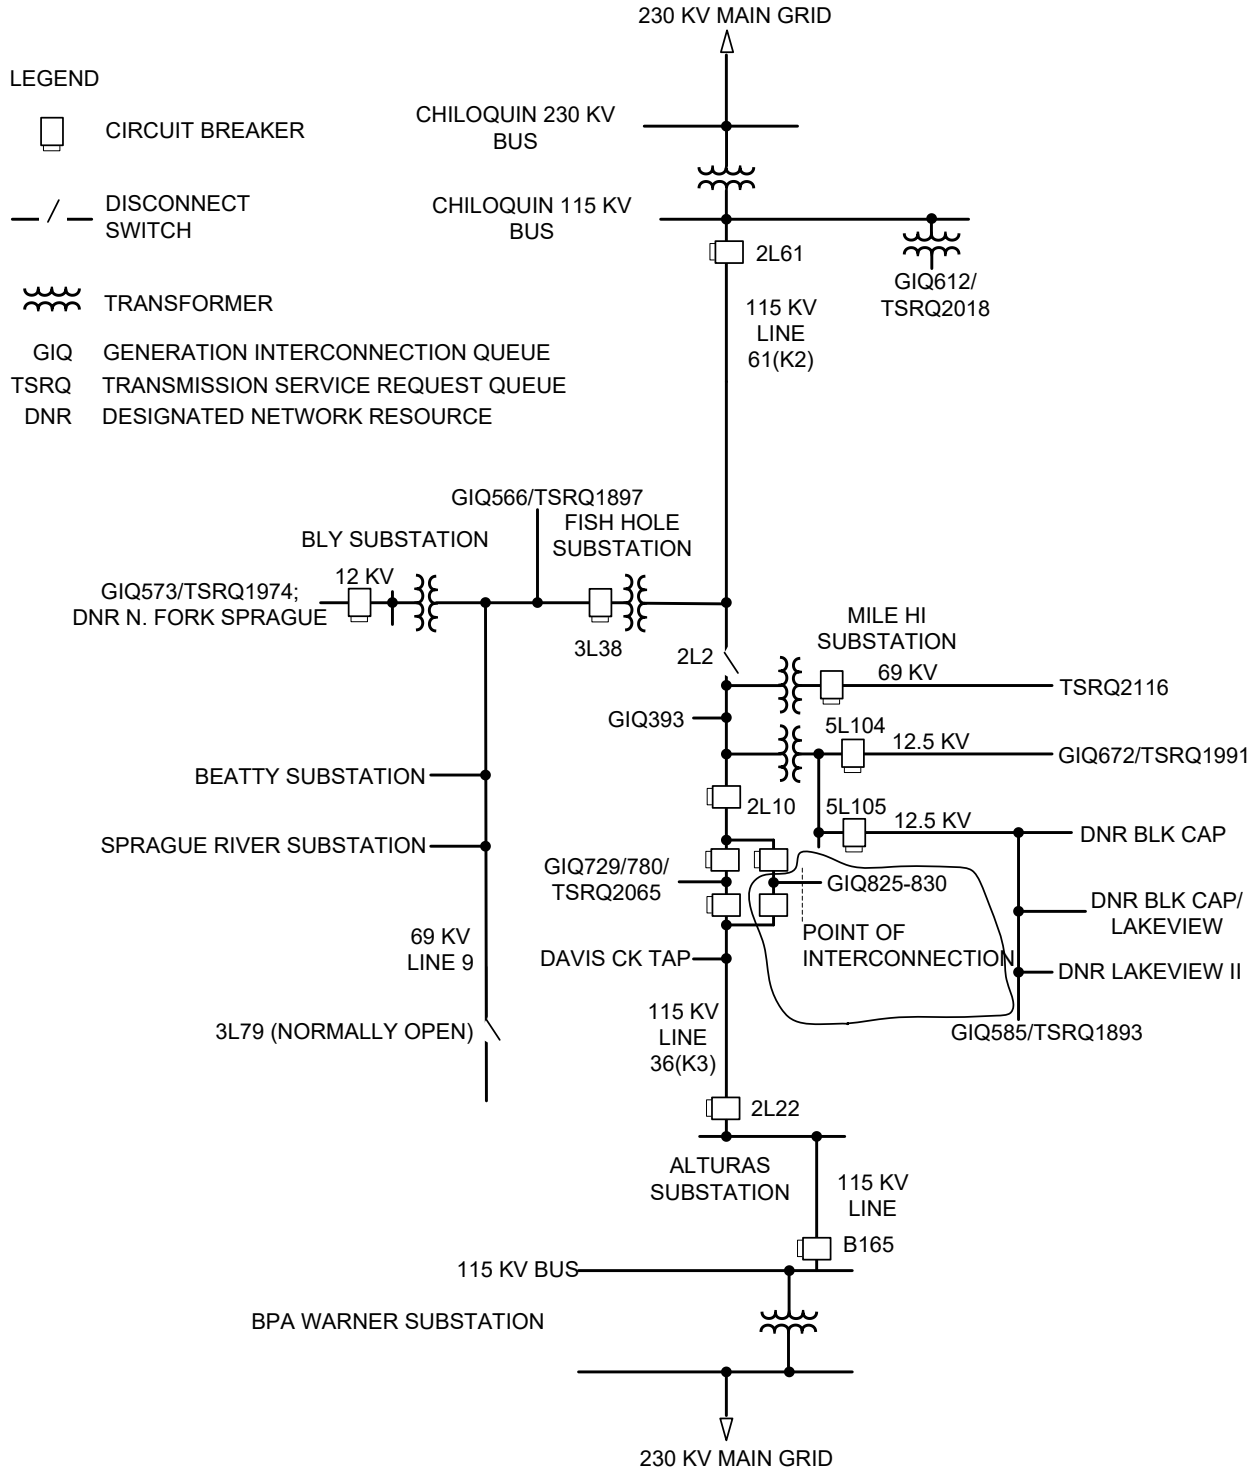 230 KV MAIN GRID
LEGEND
CIRCUIT BREAKER
DISCONNECT
SWITCH
TRANSFORMER
GIQ GENERATION INTERCONNECTION QUEUE
TSRQ TRANSMISSION SERVICE REQUEST QUEUE
DNR DESIGNATED NETWORK RESOURCE
CHILOQUIN 230 KV
BUS
CHILOQUIN 115 KV
BUS
2L61
GIQ612/
TSRQ2018
115 KV
LINE
61(K2)
GIQ566/TSRQ1897
FISH HOLE
SUBSTATION
BLY SUBSTATION
12 KV
GIQ573/TSRQ1974;
DNR N. FORK SPRAGUE
3L38
2L2
MILE HI
SUBSTATION
69 KV
TSRQ2116
GIQ393
5L104
12.5 KV
GIQ672/TSRQ1991
BEATTY SUBSTATION
2L10
5L105
12.5 KV
DNR BLK CAP
SPRAGUE RIVER SUBSTATION
GIQ729/780/
TSRQ2065
GIQ825-830
DNR BLK CAP/
LAKEVIEW
POINT OF
INTERCONNECTION
69 KV
LINE 9
DAVIS CK TAP
DNR LAKEVIEW II
3L79 (NORMALLY OPEN)
115 KV
LINE
36(K3)
GIQ585/TSRQ1893
2L22
ALTURAS
SUBSTATION
115 KV
LINE
B165
115 KV BUS
BPA WARNER SUBSTATION
230 KV MAIN GRID